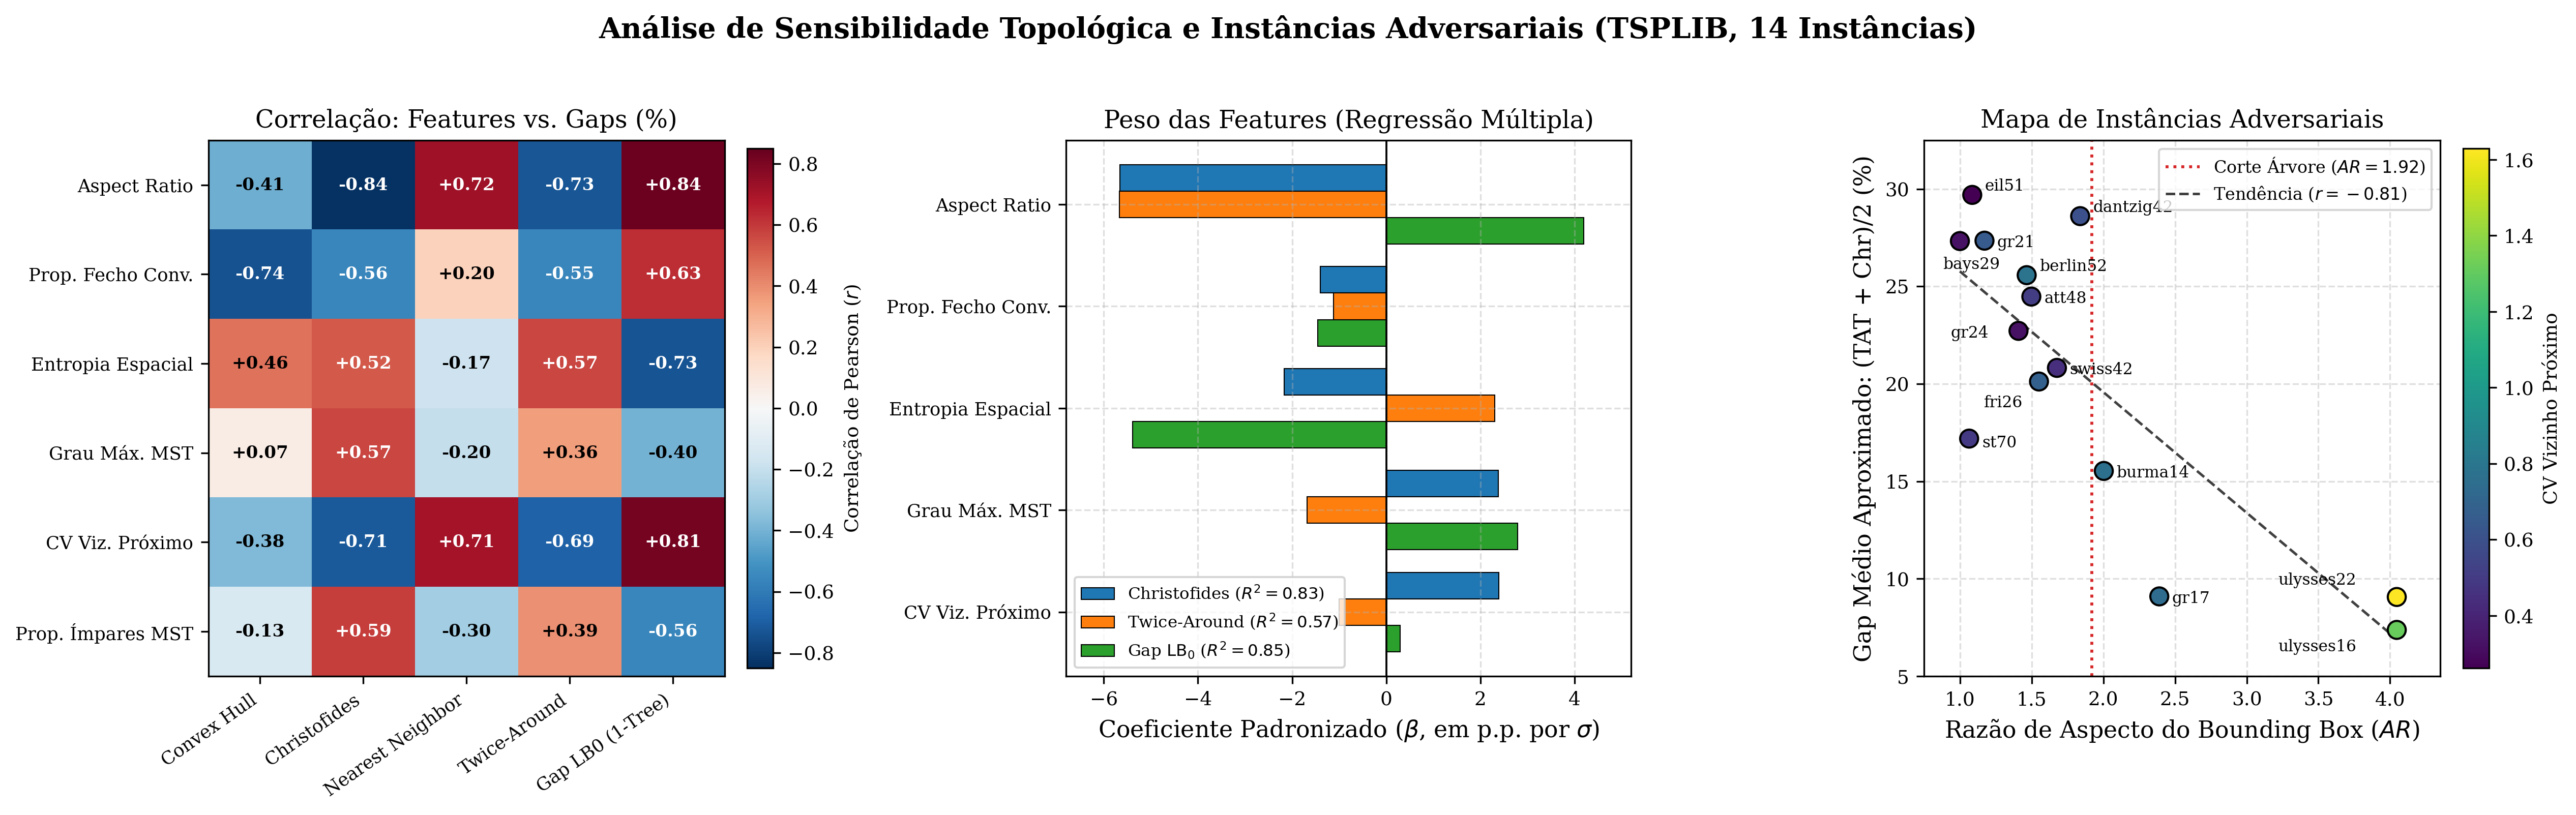 Análise de Sensibilidade Topológica e Instâncias Adversariais (TSPLIB, 14 Instâncias)
Correlação: Features vs. Gaps (%)
Aspect Ratio
-0.41 -0.84 +0.72 -0.73 +0.84
Prop. Fecho Conv.
-0.74 -0.56 +0.20 -0.55 +0.63
Entropia Espacial
+0.46 +0.52 -0.17 +0.57 -0.73
Grau Máx. MST
+0.07 +0.57 -0.20 +0.36 -0.40
CV Viz. Próximo
-0.38 -0.71 +0.71 -0.69 +0.81
Prop. Ímpares MST
-0.13 +0.59 -0.30 +0.39 -0.56
Convex Hull
Christofides
Nearest Neighbor
Twice-Around
Gap LB0 (1-Tree)
0.8
0.6
0.4
0.2
0.0
−0.2
−0.4
−0.6
−0.8
Correlação de Pearson (r)
Peso das Features (Regressão Múltipla)
Aspect Ratio
Prop. Fecho Conv.
Entropia Espacial
Grau Máx. MST
CV Viz. Próximo
Christofides (R² = 0.83)
Twice-Around (R² = 0.57)
Gap LB₀ (R² = 0.85)
−6 −4 −2 0 2 4
Coeficiente Padronizado (β, em p.p. por σ)
Mapa de Instâncias Adversariais
Gap Médio Aproximado: (TAT + Chr)/2 (%)
30
25
20
15
10
5
Corte Árvore (AR = 1.92)
Tendência (r = −0.81)
eil51
dantzig42
gr21
bays29
berlin52
att48
gr24
swiss42
fri26
st70
burma14
gr17
ulysses22
ulysses16
1.0 1.5 2.0 2.5 3.0 3.5 4.0
Razão de Aspecto do Bounding Box (AR)
1.6
1.4
1.2
1.0
0.8
0.6
0.4
CV Vizinho Próximo